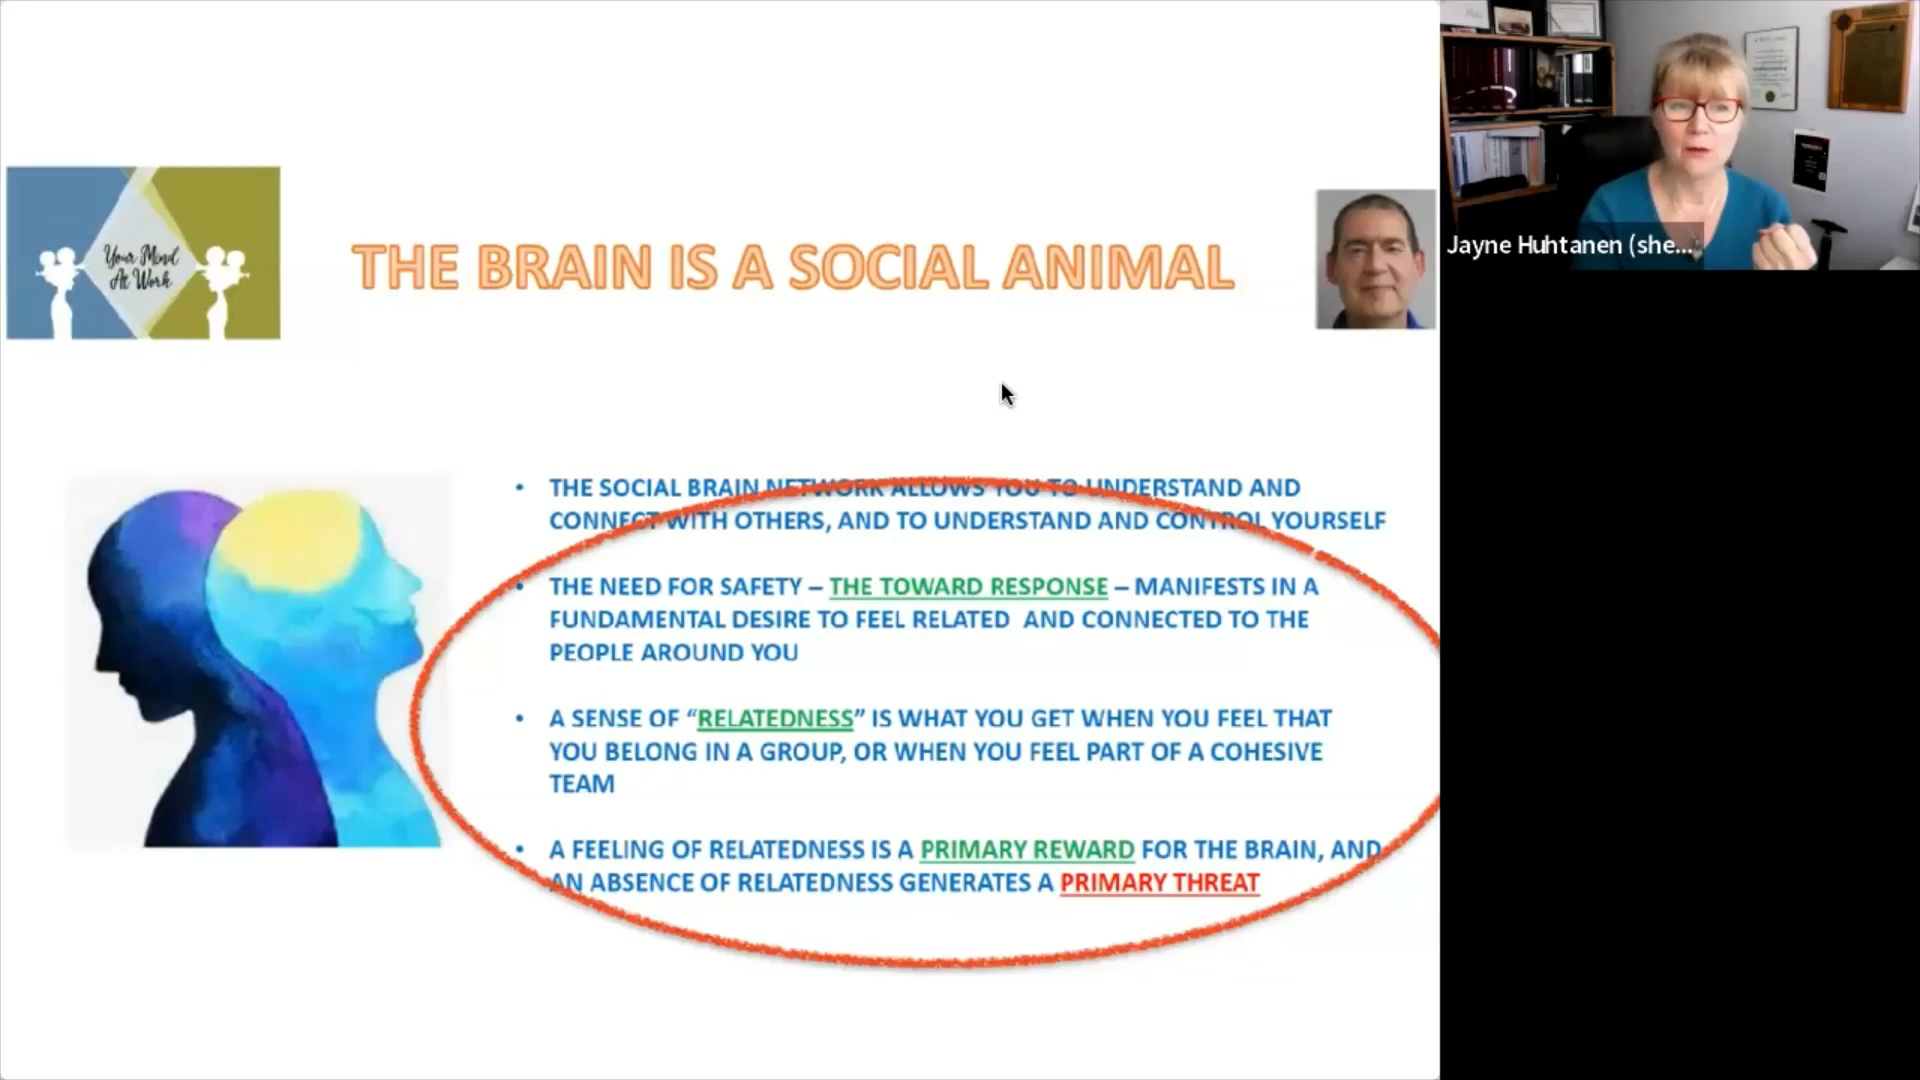 Your Mind
At Work
THE BRAIN IS A SOCIAL ANIMAL
Jayne Huhtanen (she...
• THE SOCIAL BRAIN NETWORK ALLOWS YOU TO UNDERSTAND AND
CONNECT WITH OTHERS, AND TO UNDERSTAND AND CONTROL YOURSELF
• THE NEED FOR SAFETY – THE TOWARD RESPONSE – MANIFESTS IN A
FUNDAMENTAL DESIRE TO FEEL RELATED AND CONNECTED TO THE
PEOPLE AROUND YOU
• A SENSE OF “RELATEDNESS” IS WHAT YOU GET WHEN YOU FEEL THAT
YOU BELONG IN A GROUP, OR WHEN YOU FEEL PART OF A COHESIVE
TEAM
• A FEELING OF RELATEDNESS IS A PRIMARY REWARD FOR THE BRAIN, AND
AN ABSENCE OF RELATEDNESS GENERATES A PRIMARY THREAT